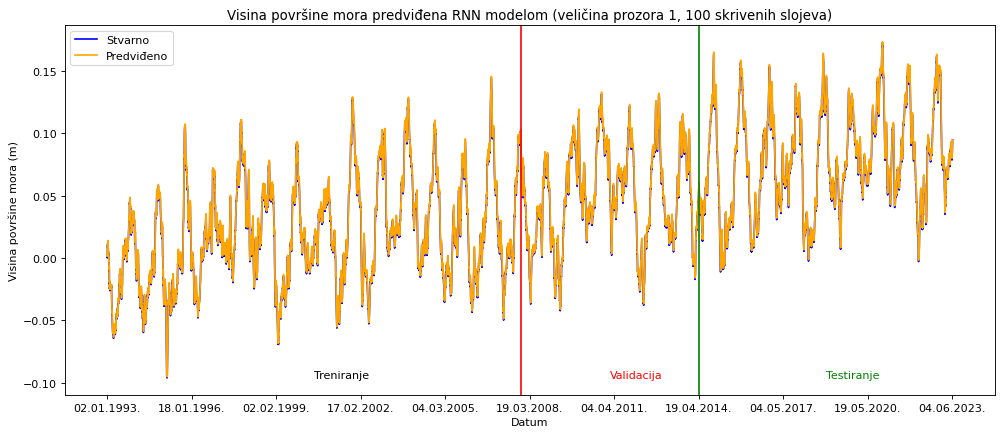 Visina površine mora predviđena RNN modelom (veličina prozora 1, 100 skrivenih slojeva)
Stvarno
Predviđeno
Visina površine mora (m)
0.15
0.10
0.05
0.00
−0.05
−0.10
Treniranje
Validacija
Testiranje
02.01.1993.
18.01.1996.
02.02.1999.
17.02.2002.
04.03.2005.
19.03.2008.
04.04.2011.
19.04.2014.
04.05.2017.
19.05.2020.
04.06.2023.
Datum